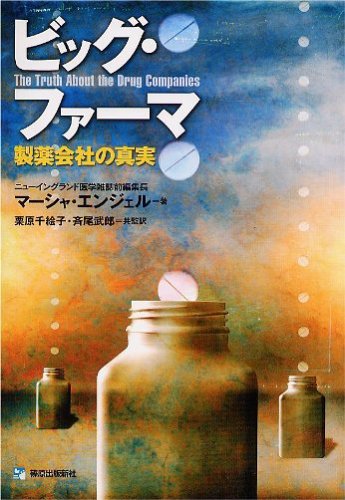 ビッグ・
The Truth About the Drug Companies
ファーマ
製薬会社の真実
ニューイングランド医学雑誌前編集長
マーシャ・エンジェル─著
栗原千絵子・斉尾武郎─共監訳
篠原出版新社